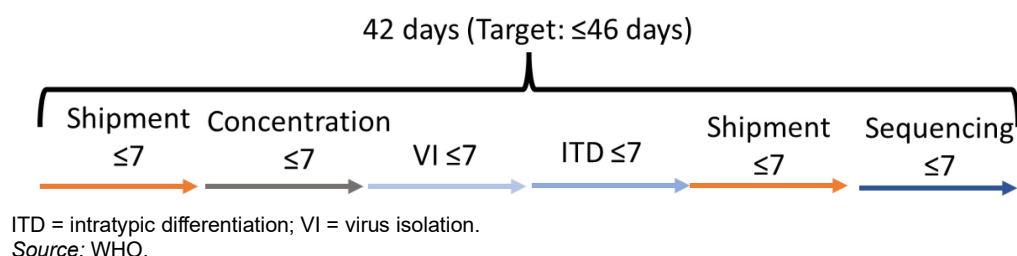 42 days (Target: ≤46 days)
Shipment ≤7
Concentration ≤7
VI ≤7
ITD ≤7
Shipment ≤7
Sequencing ≤7
ITD = intratypic differentiation; VI = virus isolation.
Source: WHO.